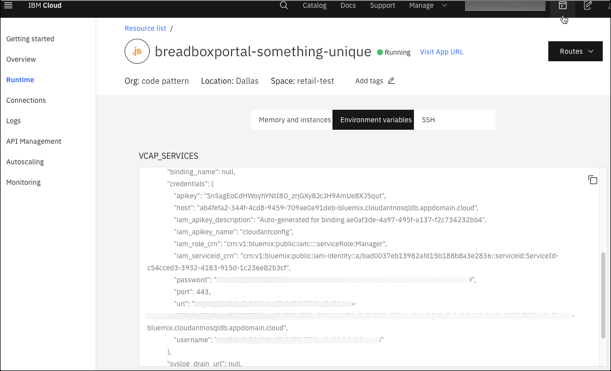 IBM Cloud Catalog Docs Support Manage
Resource list /
Getting started
.js breadboxportal-something-unique Running Visit App URL Routes
Overview
Runtime
Org: code pattern Location: Dallas Space: retail-test Add tags
Connections
Logs
Memory and instances Environment variables SSH
API Management
Autoscaling
VCAP_SERVICES
Monitoring
"binding_name": null,
"credentials": {
"apikey": "Sn5agEoCdHWoyhYNtI8O_zrjGXy8JcJH9AmUe8XJ5qut",
"host": "ab4fefa2-344f-4cd8-9459-709ae0a91deb-bluemix.cloudantnosqldb.appdomain.cloud",
"iam_apikey_description": "Auto-generated for binding ae0af3de-4a97-495f-a137-f2c734232bb4",
"iam_apikey_name": "cloudantconfig",
"iam_role_crn": "crn:v1:bluemix:public:iam::::serviceRole:Manager",
"iam_serviceid_crn": "crn:v1:bluemix:public:iam-identity::a/bad0037eb13982afd15b188b8a3e2836::serviceid:ServiceId-
c54cced3-3932-4183-915d-1c236e82b3cf",
"password": "
"port": 443,
"url": "
bluemix.cloudantnosqldb.appdomain.cloud",
"username": "
},
"syslog_drain_url": null,